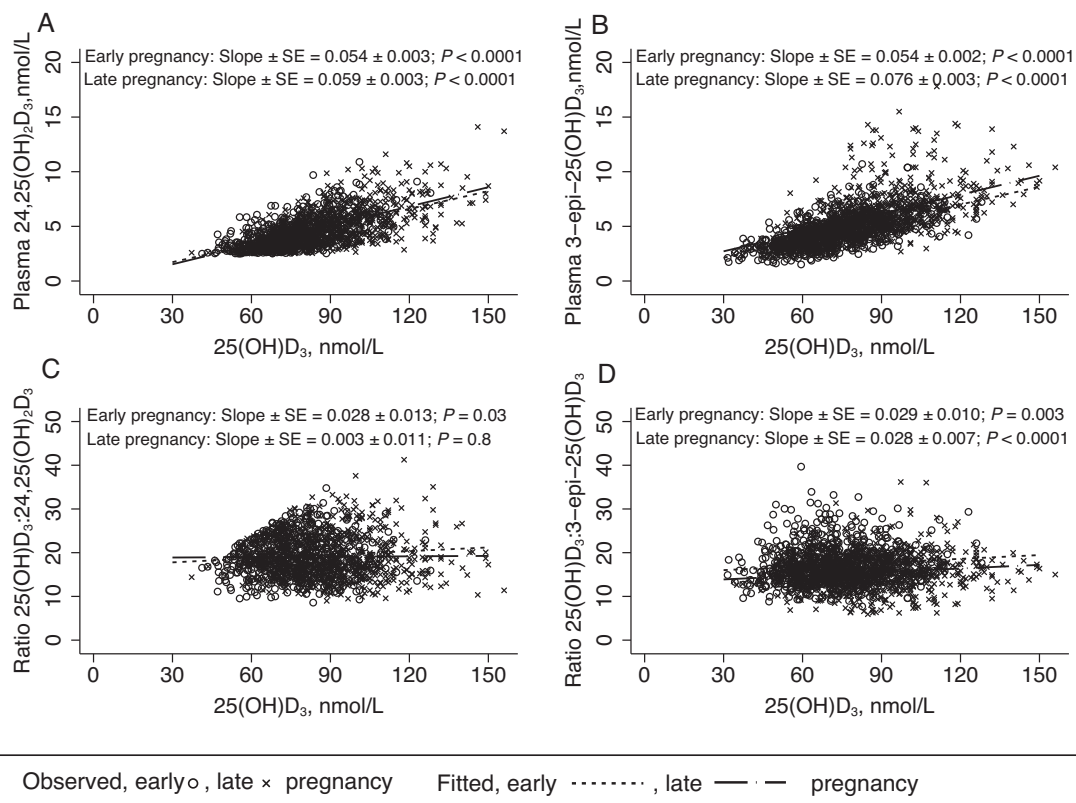 A
Plasma 24,25(OH)₂D₃,nmol/L
Early pregnancy: Slope ± SE = 0.054 ± 0.003; P < 0.0001
Late pregnancy: Slope ± SE = 0.059 ± 0.003; P < 0.0001
20
15
10
5
0
0 30 60 90 120 150
25(OH)D₃, nmol/L
B
Plasma 3−epi−25(OH)D₃,nmol/L
Early pregnancy: Slope ± SE = 0.054 ± 0.002; P < 0.0001
Late pregnancy: Slope ± SE = 0.076 ± 0.003; P < 0.0001
20
15
10
5
0
0 30 60 90 120 150
25(OH)D₃, nmol/L
C
Ratio 25(OH)D₃:24,25(OH)₂D₃
Early pregnancy: Slope ± SE = 0.028 ± 0.013; P = 0.03
Late pregnancy: Slope ± SE = 0.003 ± 0.011; P = 0.8
50
40
30
20
10
0
0 30 60 90 120 150
25(OH)D₃, nmol/L
D
Ratio 25(OH)D₃:3−epi−25(OH)D₃
Early pregnancy: Slope ± SE = 0.029 ± 0.010; P = 0.003
Late pregnancy: Slope ± SE = 0.028 ± 0.007; P < 0.0001
50
40
30
20
10
0
0 30 60 90 120 150
25(OH)D₃, nmol/L
Observed, early , late × pregnancy Fitted, early , late pregnancy